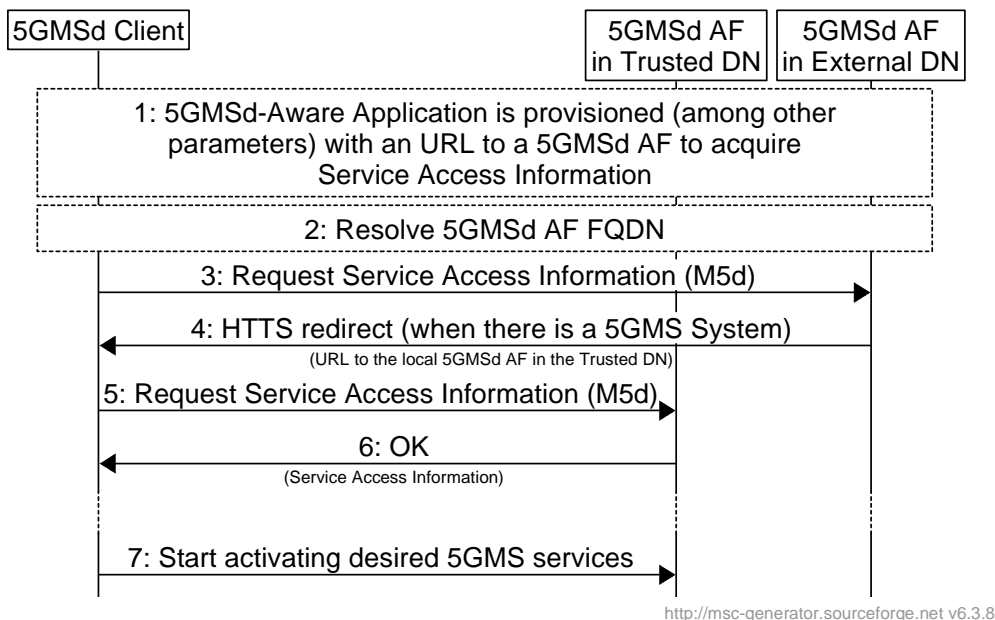 5GMSd Client
5GMSd AF
in Trusted DN
5GMSd AF
in External DN
1: 5GMSd-Aware Application is provisioned (among other
parameters) with an URL to a 5GMSd AF to acquire
Service Access Information
2: Resolve 5GMSd AF FQDN
3: Request Service Access Information (M5d)
4: HTTS redirect (when there is a 5GMS System)
(URL to the local 5GMSd AF in the Trusted DN)
5: Request Service Access Information (M5d)
6: OK
(Service Access Information)
7: Start activating desired 5GMS services
http://msc-generator.sourceforge.net v6.3.8